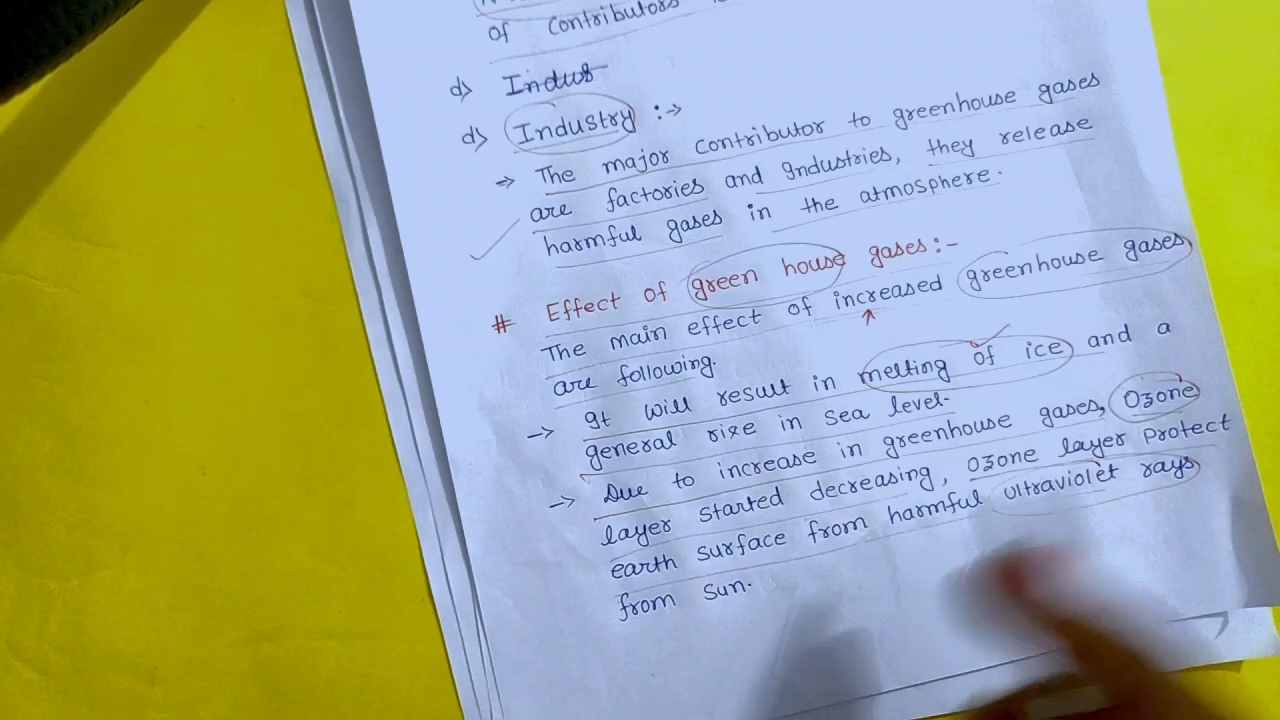 of contributors
d) Indus
d) Industry :→
⇒ The major contributor to greenhouse gases
are factories and Industries, they release
harmful gases in the atmosphere.
# Effect of green house gases:-
The main effect of increased greenhouse gases
are following.
→ It will result in melting of ice and a
general rise in sea level.
→ Due to increase in greenhouse gases, Ozone
layer started decreasing, ozone layer protect
earth surface from harmful ultraviolet rays
from sun.